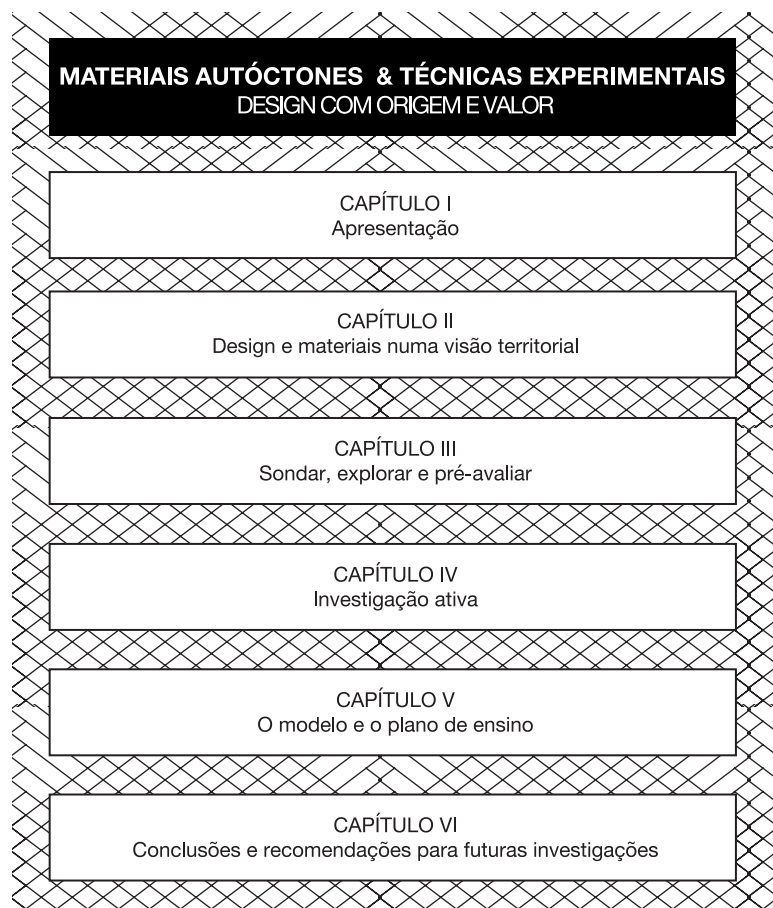 MATERIAIS AUTÓCTONES & TÉCNICAS EXPERIMENTAIS
DESIGN COM ORIGEM E VALOR
CAPÍTULO I
Apresentação
CAPÍTULO II
Design e materiais numa visão territorial
CAPÍTULO III
Sondar, explorar e pré-avaliar
CAPÍTULO IV
Investigação ativa
CAPÍTULO V
O modelo e o plano de ensino
CAPÍTULO VI
Conclusões e recomendações para futuras investigações